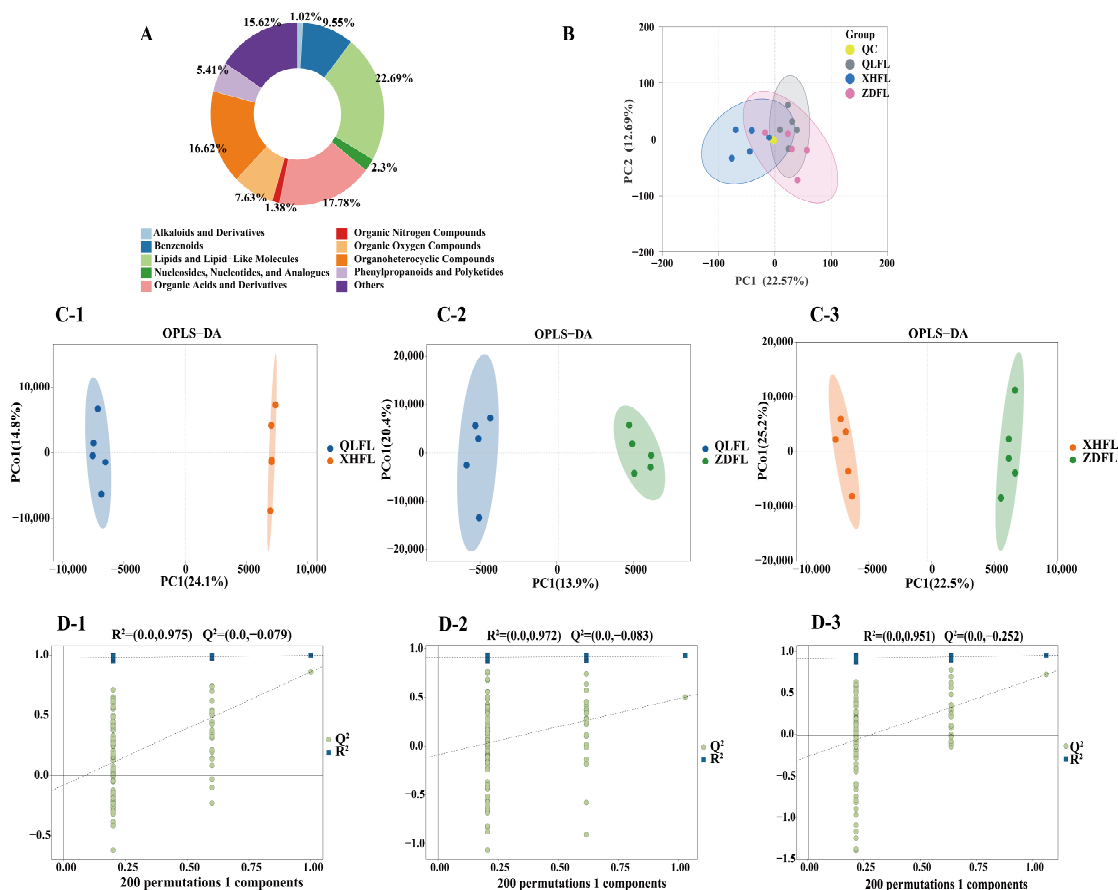 A
1.02%
9.55%
22.69%
2.3%
17.78%
1.38%
7.63%
16.62%
5.41%
15.62%
Alkaloids and Derivatives
Benzenoids
Lipids and Lipid−Like Molecules
Nucleosides, Nucleotides, and Analogues
Organic Acids and Derivatives
Organic Nitrogen Compounds
Organic Oxygen Compounds
Organoheterocyclic Compounds
Phenylpropanoids and Polyketides
Others
B
Group
QC
QLFL
XHFL
ZDFL
200
100
0
−100
−200
PC2 (12.69%)
−200 −100 0 100 200
PC1 (22.57%)
C-1
OPLS−DA
10,000
0
−10,000
PCo1(14.8%)
−10,000 −5000 0 5000 10,000
PC1(24.1%)
QLFL
XHFL
C-2
OPLS−DA
20,000
10,000
0
−10,000
−20,000
PCo1(20.4%)
−5000 0 5000
PC1(13.9%)
QLFL
ZDFL
C-3
OPLS−DA
20,000
10,000
0
−10,000
−20,000
PCo1(25.2%)
−10,000 −5000 0 5000 10,000
PC1(22.5%)
XHFL
ZDFL
D-1
R²=(0.0,0.975) Q²=(0.0,−0.079)
1.0
0.5
0.0
−0.5
0.00 0.25 0.50 0.75 1.00
200 permutations 1 components
Q²
R²
D-2
R²=(0.0,0.972) Q²=(0.0,−0.083)
1.0
0.5
0.0
−0.5
−1.0
0.00 0.25 0.50 0.75 1.00
200 permutations 1 components
Q²
R²
D-3
R²=(0.0,0.951) Q²=(0.0,−0.252)
1.0
0.5
0.0
−0.5
−1.0
−1.5
0.00 0.25 0.50 0.75 1.00
200 permutations 1 components
Q²
R²